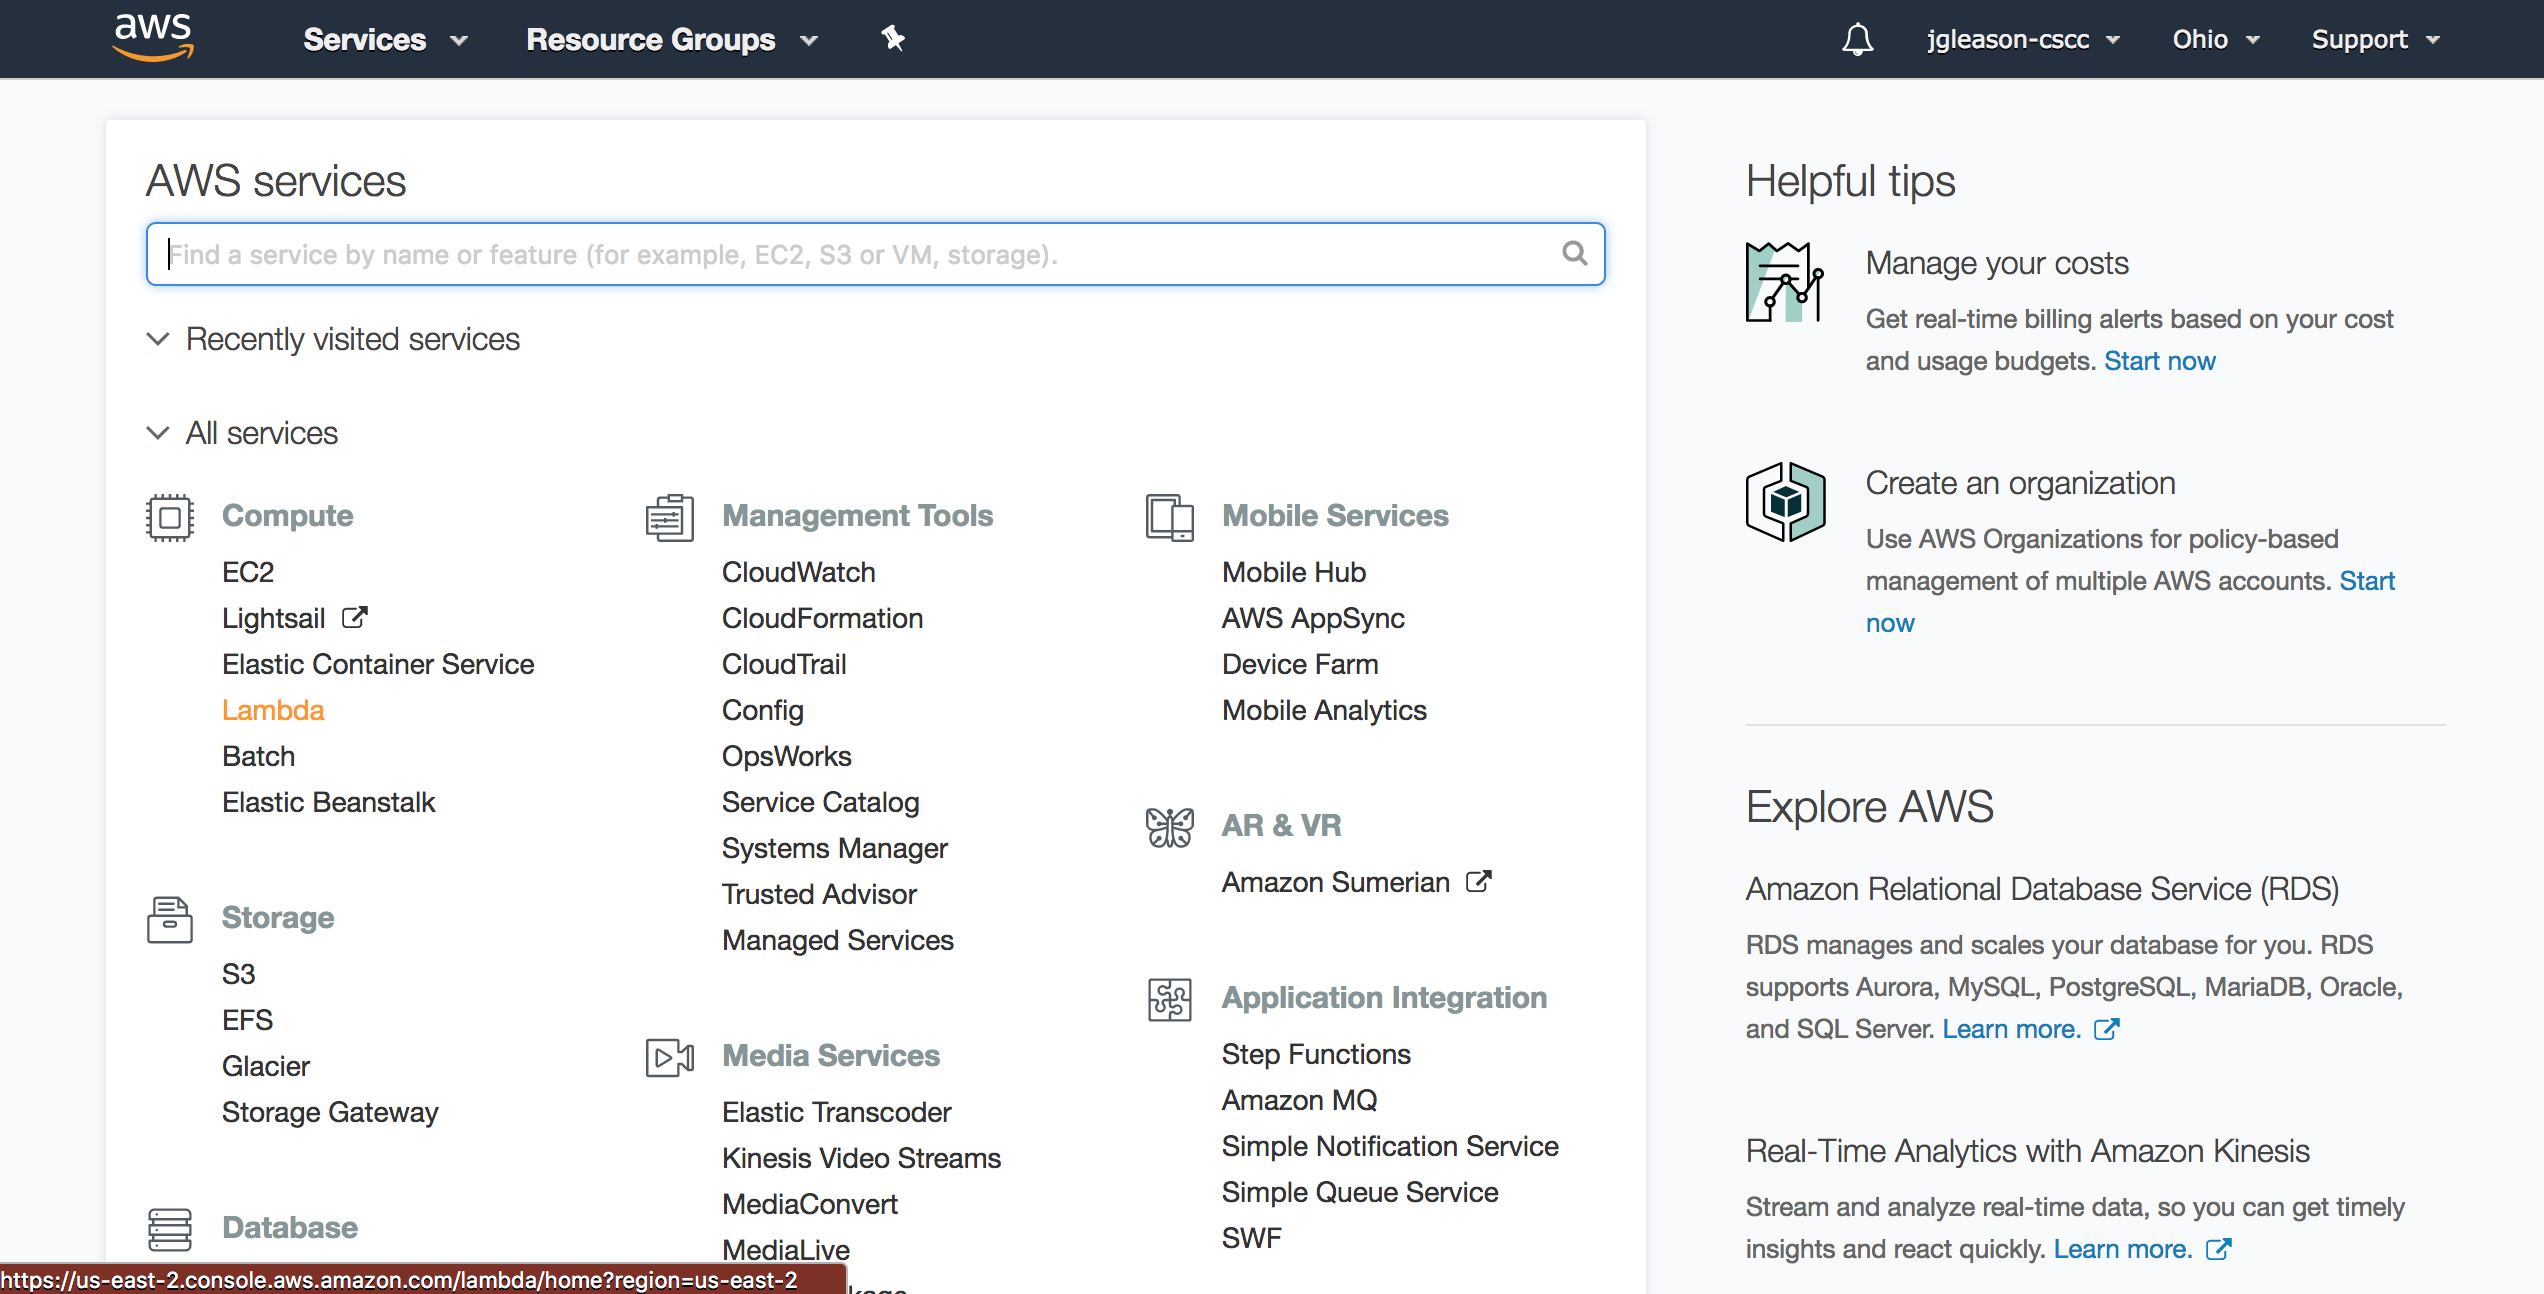 aws
Services
Resource Groups
jgleason-cscc
Ohio
Support
AWS services
Find a service by name or feature (for example, EC2, S3 or VM, storage).
Recently visited services
All services
Compute
EC2
Lightsail
Elastic Container Service
Lambda
Batch
Elastic Beanstalk
Storage
S3
EFS
Glacier
Storage Gateway
Database
Management Tools
CloudWatch
CloudFormation
CloudTrail
Config
OpsWorks
Service Catalog
Systems Manager
Trusted Advisor
Managed Services
Media Services
Elastic Transcoder
Kinesis Video Streams
MediaConvert
MediaLive
Mobile Services
Mobile Hub
AWS AppSync
Device Farm
Mobile Analytics
AR & VR
Amazon Sumerian
Application Integration
Step Functions
Amazon MQ
Simple Notification Service
Simple Queue Service
SWF
Helpful tips
Manage your costs
Get real-time billing alerts based on your cost
and usage budgets. Start now
Create an organization
Use AWS Organizations for policy-based
management of multiple AWS accounts. Start
now
Explore AWS
Amazon Relational Database Service (RDS)
RDS manages and scales your database for you. RDS
supports Aurora, MySQL, PostgreSQL, MariaDB, Oracle,
and SQL Server. Learn more.
Real-Time Analytics with Amazon Kinesis
Stream and analyze real-time data, so you can get timely
insights and react quickly. Learn more.
https://us-east-2.console.aws.amazon.com/lambda/home?region=us-east-2